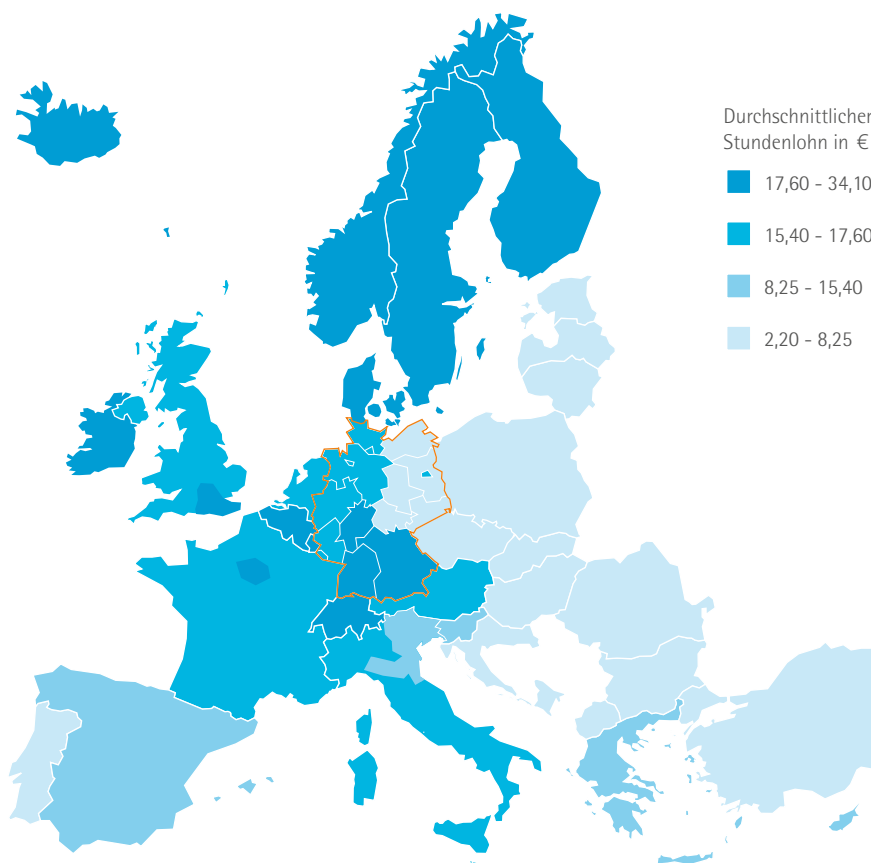 Durchschnittlicher
Stundenlohn in €
17,60 - 34,10
15,40 - 17,60
8,25 - 15,40
2,20 - 8,25